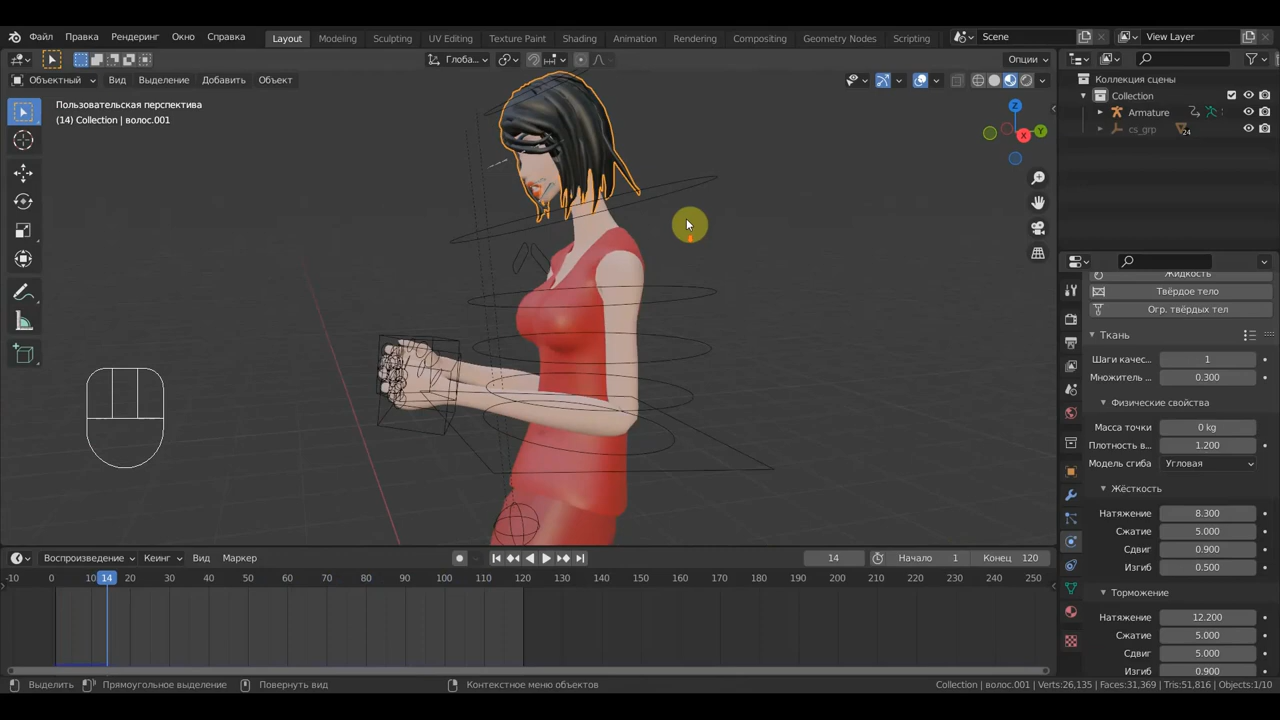 Файл Правка Рендеринг Окно Справка Layout Modeling Sculpting UV Editing Texture Paint Shading Animation Rendering Compositing Geometry Nodes Scripting Scene View Layer
Глоба... Опции
Объектный Вид Выделение Добавить Объект
Коллекция сцены
Collection
Armature
cs_grp 24
Пользовательская перспектива
(14) Collection | волос.001
X Y Z
Жидкость
Твёрдое тело
Огр. твёрдых тел
Ткань
Шаги качес... 1
Множитель ... 0.300
Физические свойства
Масса точки 0 kg
Плотность в... 1.200
Модель сгиба Угловая
Жёсткость
Натяжение 8.300
Сжатие 5.000
Сдвиг 0.900
Изгиб 0.500
Торможение
Натяжение 12.200
Сжатие 5.000
Сдвиг 5.000
Изгиб 0.900
Воспроизведение Кеинг Вид Маркер 14 Начало 1 Конец 120
-10 0 10 14 20 30 40 50 60 70 80 90 100 110 120 130 140 150 160 170 180 190 200 210 220 230 240 250
Выделить Прямоугольное выделение Повернуть вид Контекстное меню объектов Collection | волос.001 | Verts:26,135 | Faces:31,369 | Tris:51,816 | Objects:1/10